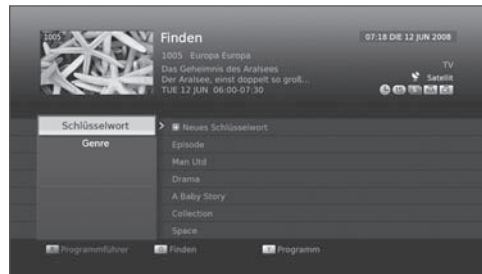 1005
Finden
07:18 DIE 12 JUN 2008
1005 Europa Europa
Das Geheimnis des Aralsees
Der Aralsee, einst doppelt so groß...
TUE 12 JUN 06:00-07:30
TV
Satellit
Schlüsselwort
Genre
Neues Schlüsselwort
Episode
Man Utd
Drama
A Baby Story
Collection
Space
Programmführer
Finden
Programm